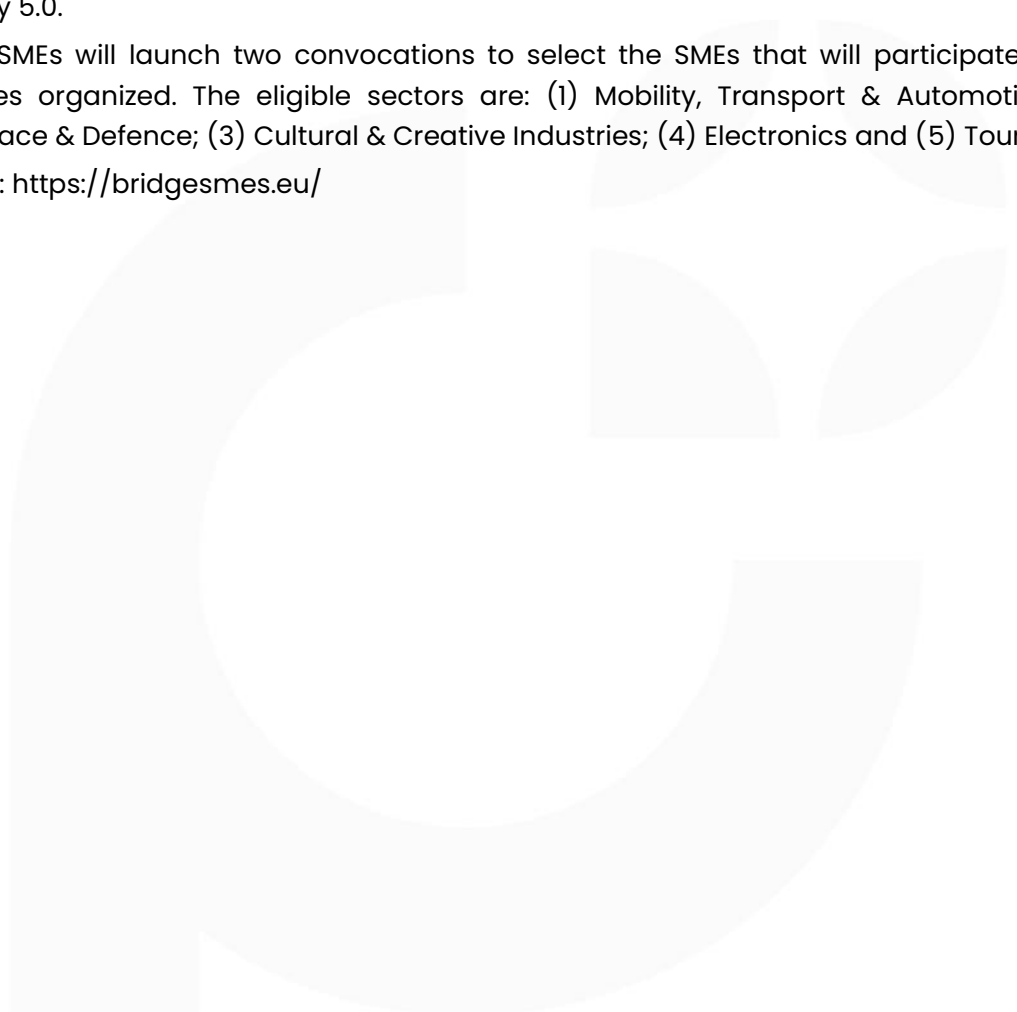 y 5.0.
SMEs will launch two convocations to select the SMEs that will participate
es organized. The eligible sectors are: (1) Mobility, Transport & Automoti
ace & Defence; (3) Cultural & Creative Industries; (4) Electronics and (5) Tour
: https://bridgesmes.eu/